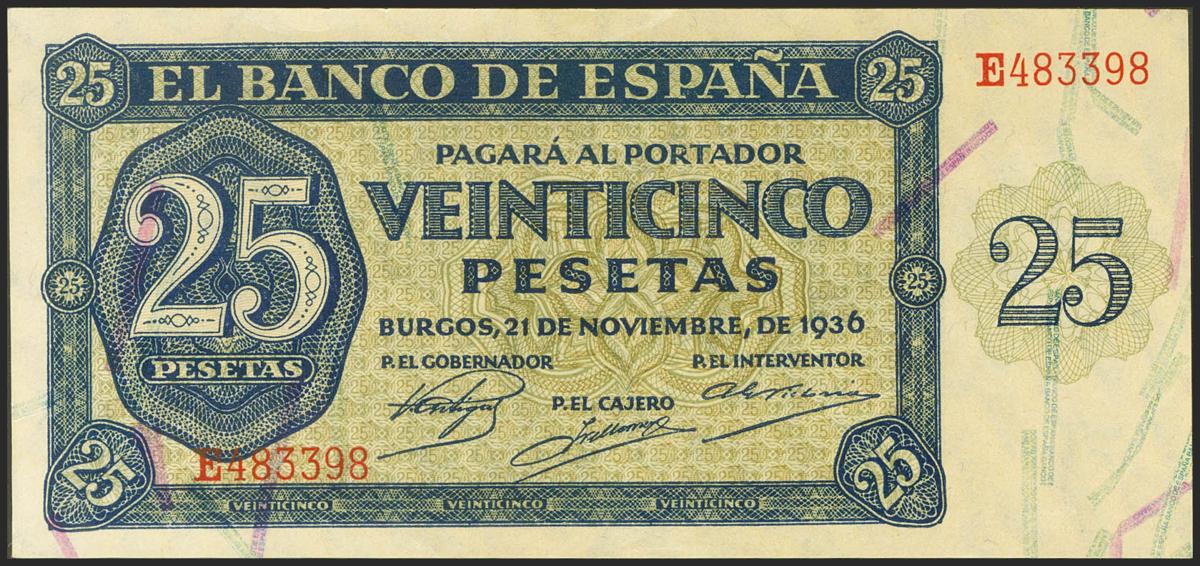 25 EL BANCO DE ESPAÑA 25
E483398
PAGARÁ AL PORTADOR
VEINTICINCO
PESETAS
25
PESETAS
25
25
25
BURGOS, 21 DE NOVIEMBRE, DE 1936
P. EL GOBERNADOR
P. EL INTERVENTOR
P. EL CAJERO
E483398
25
25
VEINTICINCO VEINTICINCO VEINTICINCO